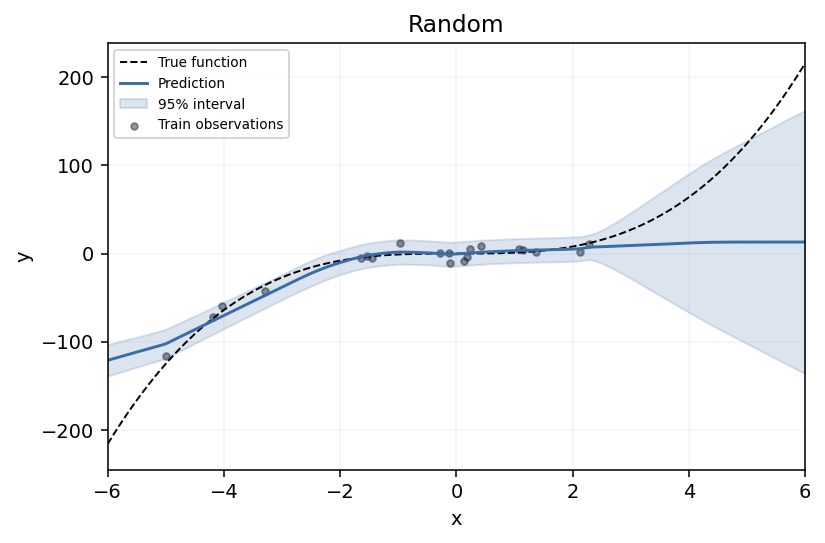 Random
True function
Prediction
95% interval
Train observations
200
100
0
−100
−200
y
−6
−4
−2
0
2
4
6
x